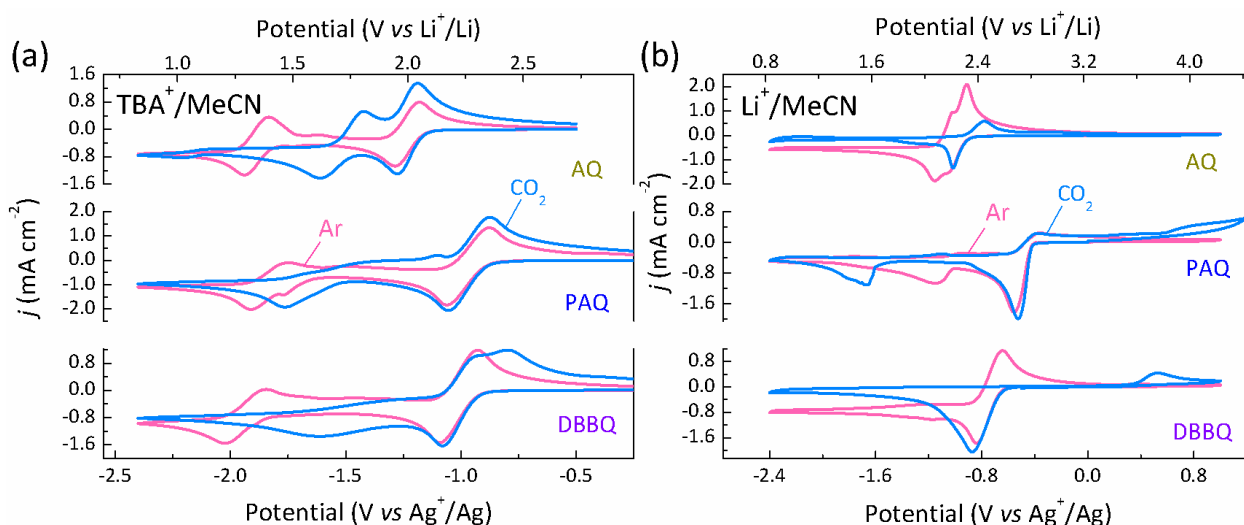 Potential (V vs Li⁺/Li)
1.0 1.5 2.0 2.5
(a)
TBA⁺/MeCN
1.6
0.8
0.0
-0.8
-1.6
AQ
CO₂
Ar
2.0
1.0
0.0
-1.0
-2.0
PAQ
0.8
0.0
-0.8
-1.6
DBBQ
j (mA cm⁻²)
-2.5 -2.0 -1.5 -1.0 -0.5
Potential (V vs Ag⁺/Ag)
Potential (V vs Li⁺/Li)
0.8 1.6 2.4 3.2 4.0
(b)
Li⁺/MeCN
2.0
1.0
0.0
-1.0
-2.0
AQ
Ar
CO₂
0.8
0.0
-0.8
-1.6
PAQ
0.8
0.0
-0.8
-1.6
DBBQ
j (mA cm⁻²)
-2.4 -1.6 -0.8 0.0 0.8
Potential (V vs Ag⁺/Ag)